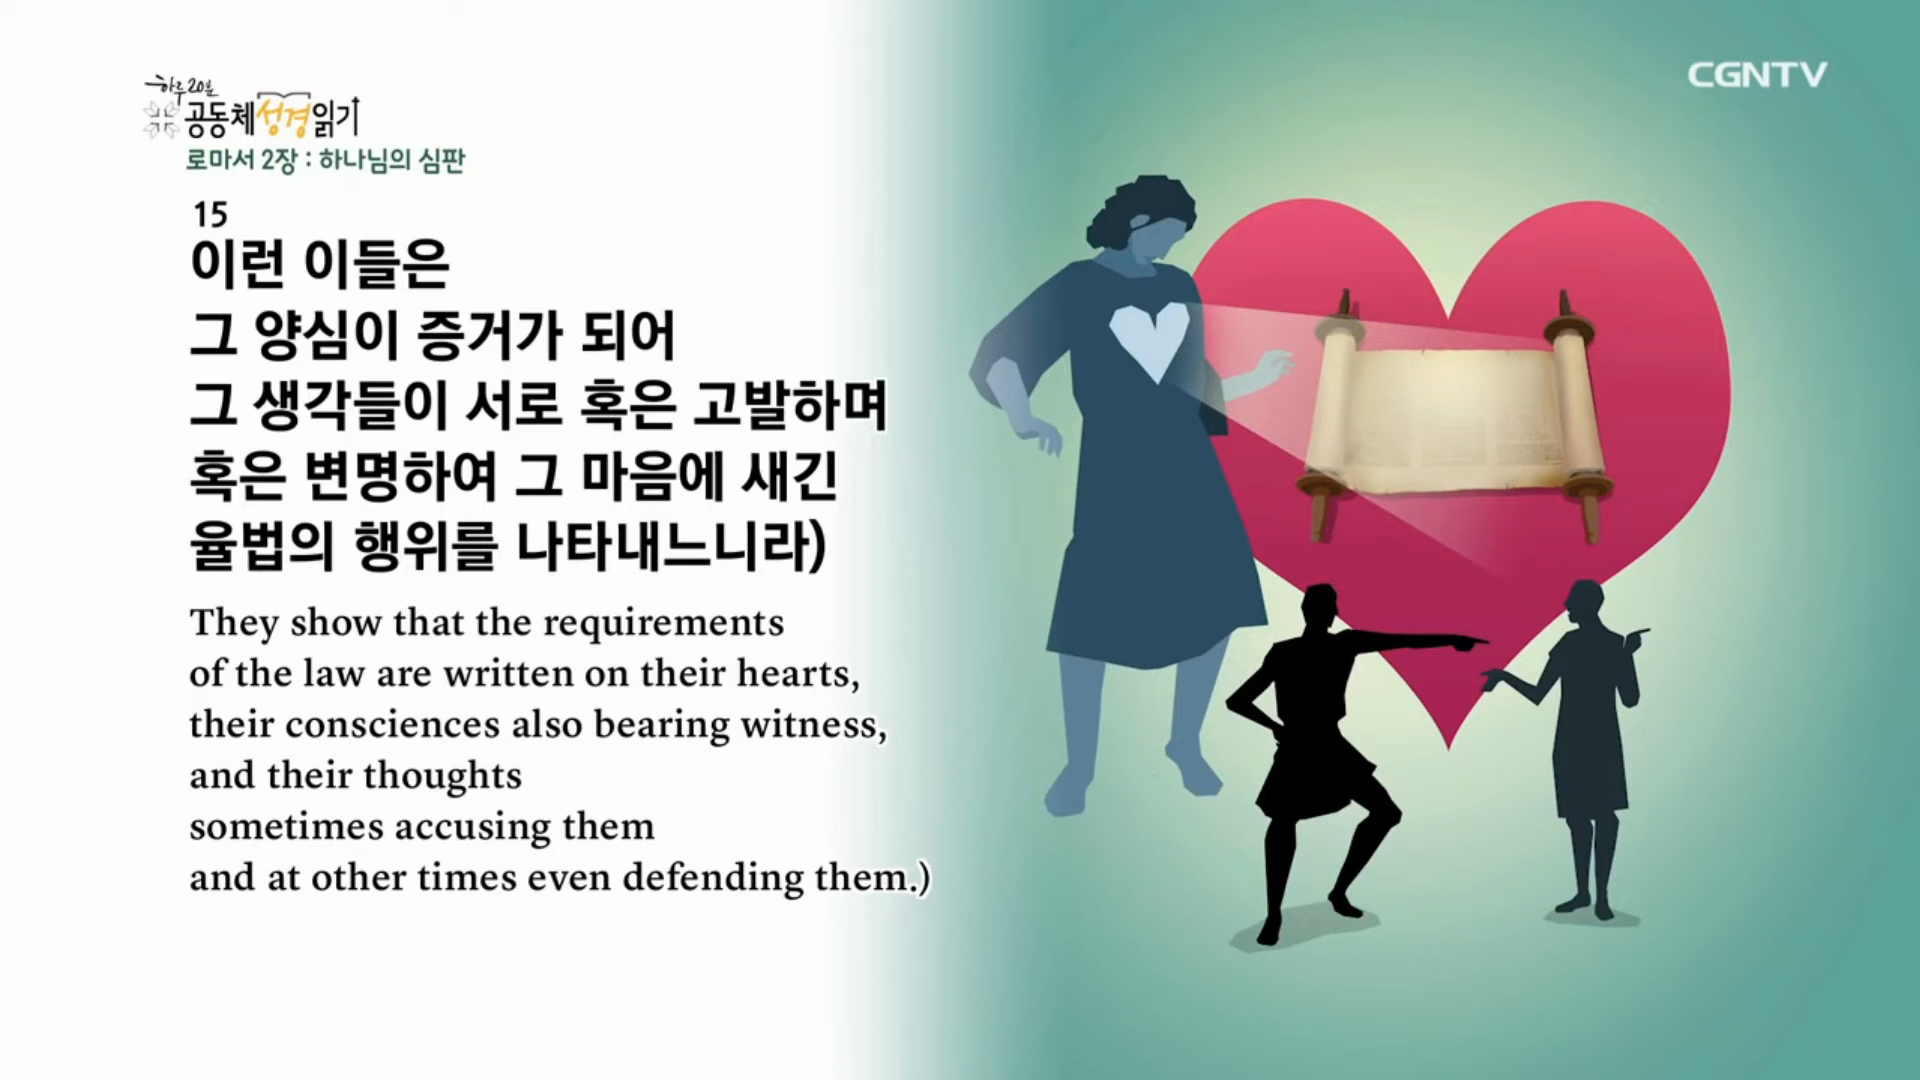 하루 20분
공동체성경읽기
로마서 2장 : 하나님의 심판
CGNTV
15
이런 이들은
그 양심이 증거가 되어
그 생각들이 서로 혹은 고발하며
혹은 변명하여 그 마음에 새긴
율법의 행위를 나타내느니라)
They show that the requirements
of the law are written on their hearts,
their consciences also bearing witness,
and their thoughts
sometimes accusing them
and at other times even defending them.)